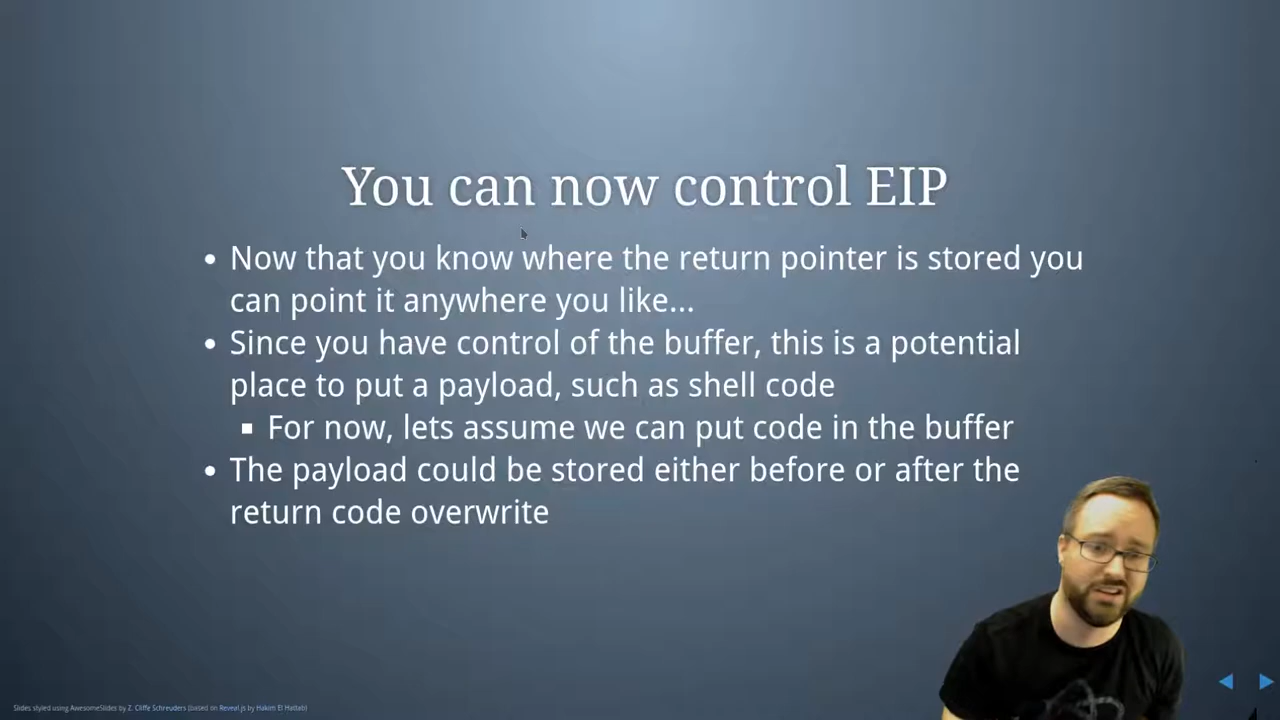 You can now control EIP
• Now that you know where the return pointer is stored you
can point it anywhere you like...
• Since you have control of the buffer, this is a potential
place to put a payload, such as shell code
▪ For now, lets assume we can put code in the buffer
• The payload could be stored either before or after the
return code overwrite
Slides styled using AwesomeSlides by Z. Cliffe Schreuders (based on Reveal.js by Hakim El Hattab)